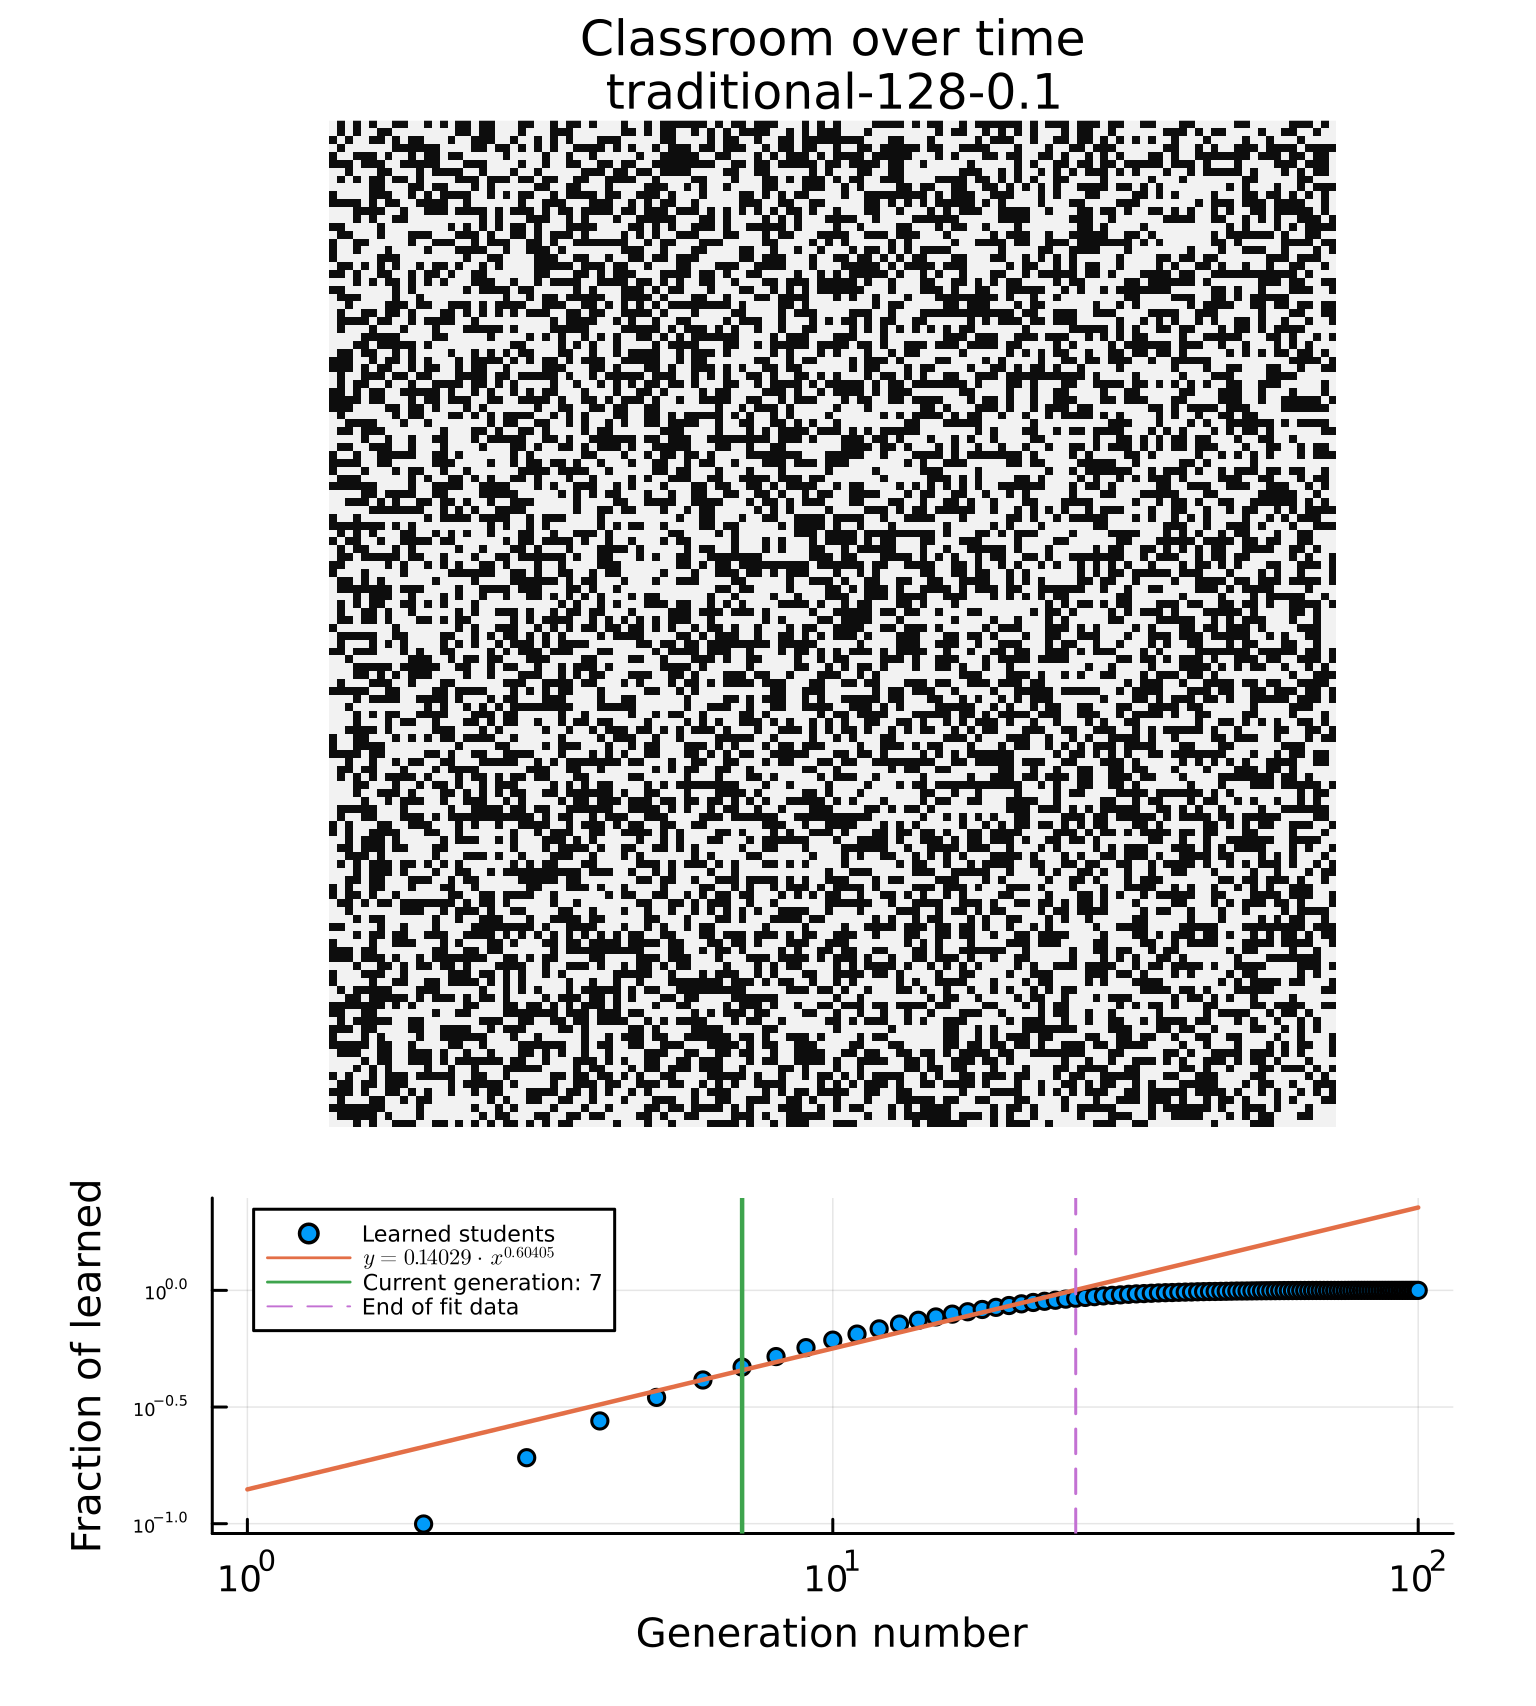 Classroom over time
traditional-128-0.1
Fraction of learned
Learned students
y = 0.14029 · x^0.60405
Current generation: 7
End of fit data
10^0.0
10^−0.5
10^−1.0
10^0
10^1
10^2
Generation number